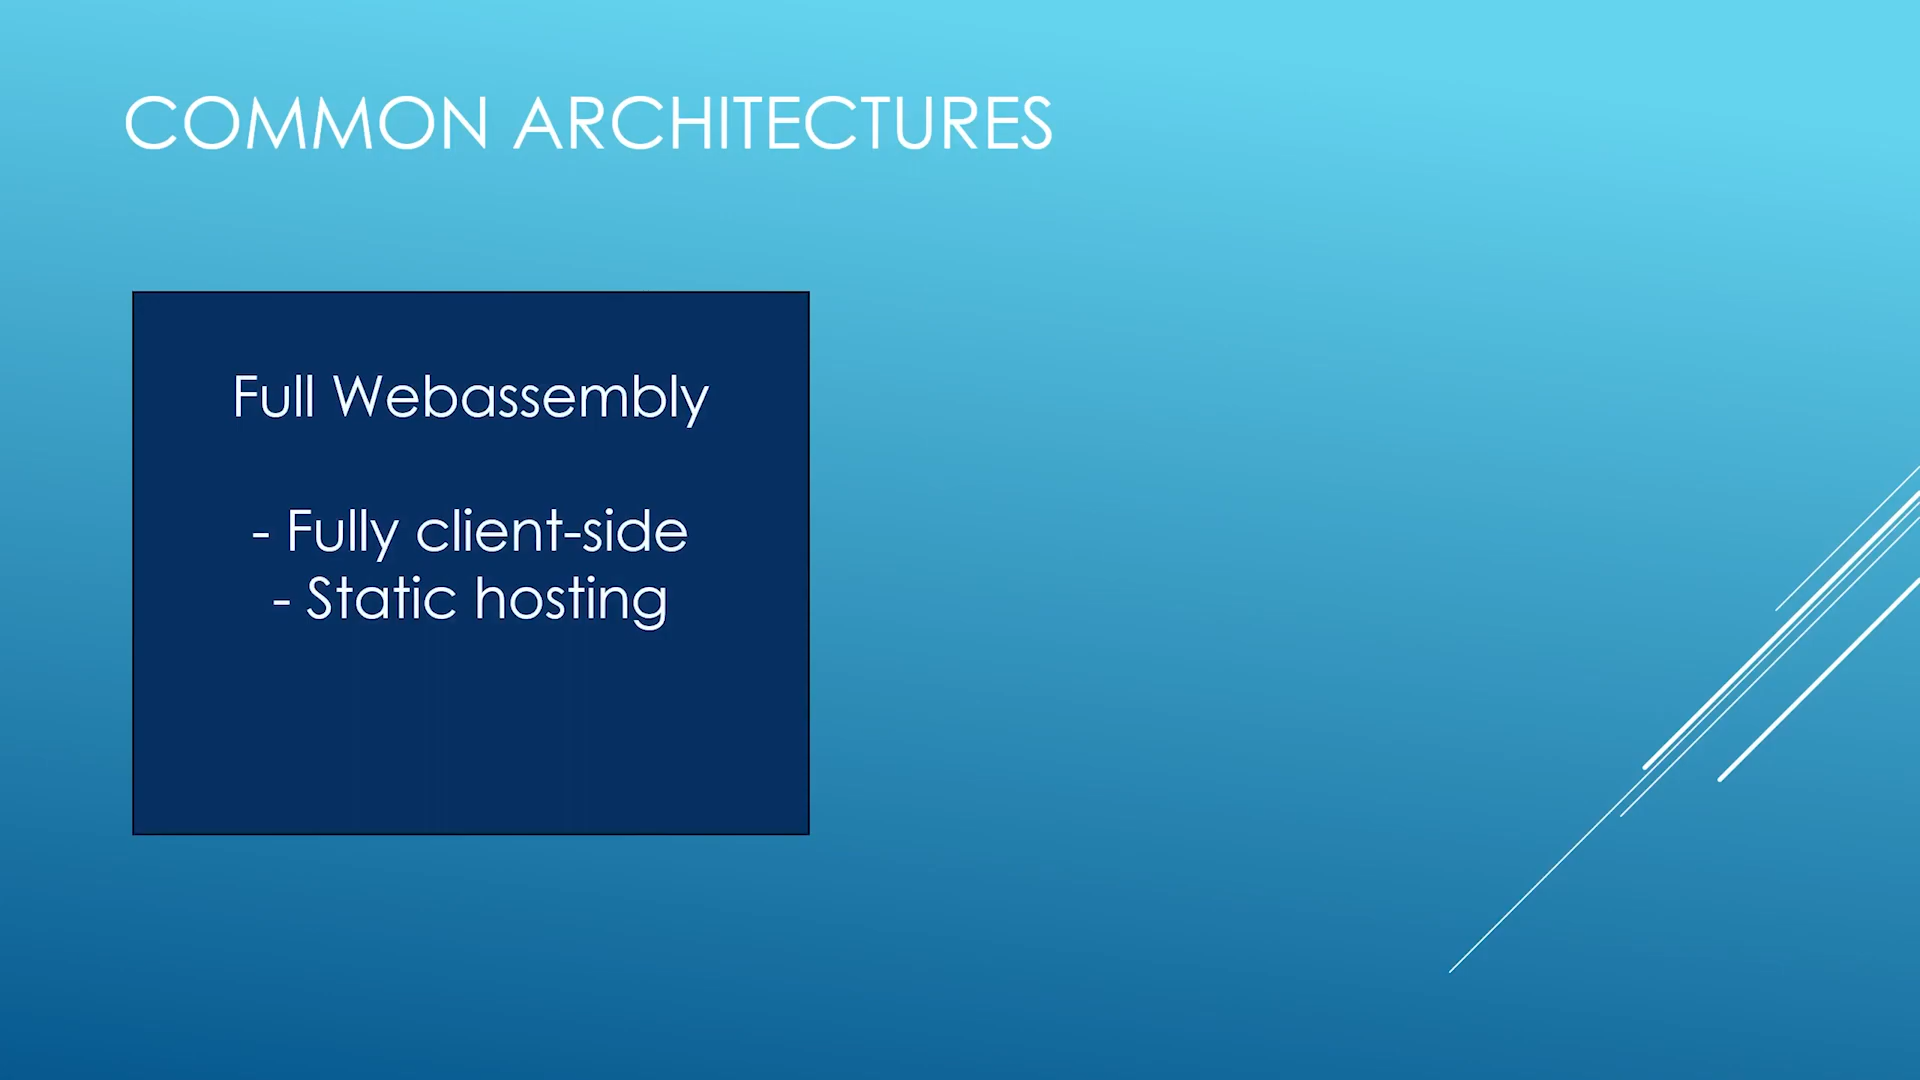 COMMON ARCHITECTURES
Full Webassembly
- Fully client-side
- Static hosting